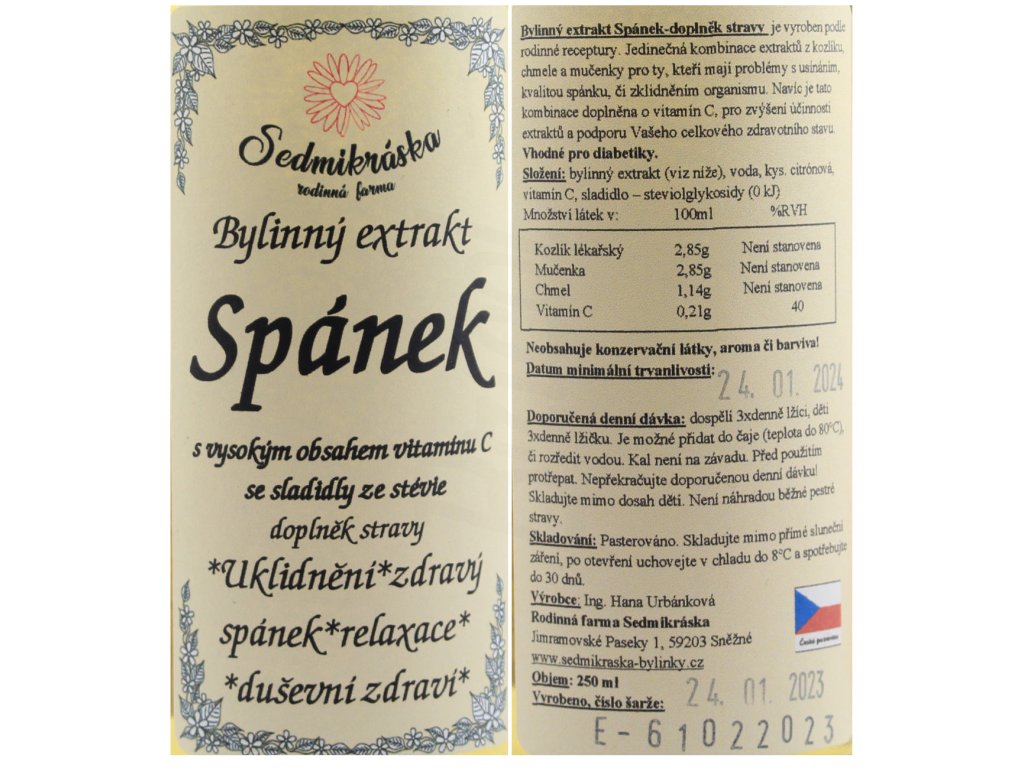 Sedmikráska
rodinná farma
Bylinný extrakt
Spánek
s vysokým obsahem vitamínu C
se sladidly ze stévie
doplněk stravy
*Uklidnění*zdravý
spánek*relaxace*
*duševní zdraví*
Bylinný extrakt Spánek-doplněk stravy je vyroben podle
rodinné receptury. Jedinečná kombinace extraktů z kozlíku,
chmele a mučenky pro ty, kteří mají problémy s usínáním,
kvalitou spánku, či zklidněním organismu. Navíc je tato
kombinace doplněna o vitamín C, pro zvýšení účinnosti
extraktů a podporu Vašeho celkového zdravotního stavu.
Vhodné pro diabetiky.
Složení: bylinný extrakt (viz níže), voda, kys. citrónová,
vitamín C, sladidlo – steviolglykosidy (0 kJ)
Množství látek v: 100ml %RVH
Kozlík lékařský 2,85g Není stanovena
Mučenka 2,85g Není stanovena
Chmel 1,14g Není stanovena
Vitamín C 0,21g 40
Neobsahuje konzervační látky, aroma či barviva!
Datum minimální trvanlivosti: 24. 01. 2024
Doporučená denní dávka: dospělí 3xdenně lžíci, děti
3xdenně lžičku. Je možné přidat do čaje (teplota do 80°C),
či rozředit vodou. Kal není na závadu. Před použitím
protřepat. Nepřekračujte doporučenou denní dávku!
Skladujte mimo dosah dětí. Není náhradou běžné pestré
stravy.
Skladování: Pasterováno. Skladujte mimo přímé sluneční
záření, po otevření uchovejte v chladu do 8°C a spotřebujte
do 30 dnů.
Výrobce: Ing. Hana Urbánková
Rodinná farma Sedmikráska
Jimramovské Paseky 1, 59203 Sněžné
www.sedmikraska-bylinky.cz
České potraviny
Objem: 250 ml
Vyrobeno, číslo šarže: 24. 01. 2023
E-61022023